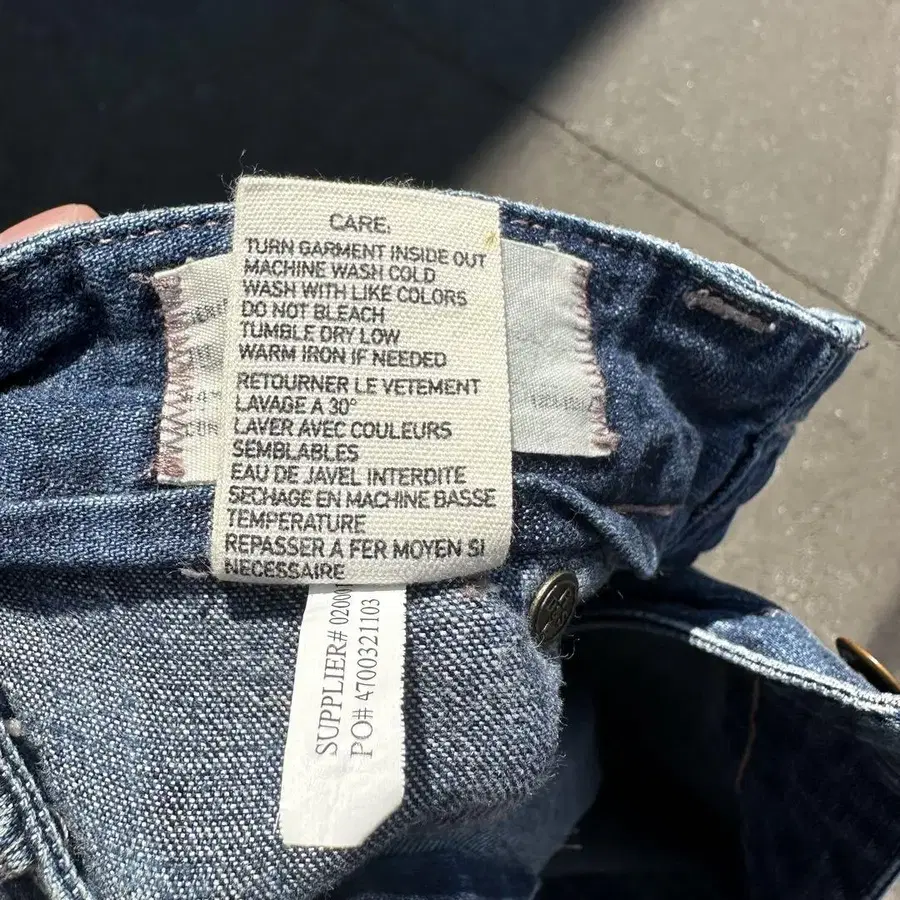 CARE:
TURN GARMENT INSIDE OUT
MACHINE WASH COLD
WASH WITH LIKE COLORS
DO NOT BLEACH
TUMBLE DRY LOW
WARM IRON IF NEEDED
RETOURNER LE VETEMENT
LAVAGE A 30°
LAVER AVEC COULEURS
SEMBLABLES
EAU DE JAVEL INTERDITE
SECHAGE EN MACHINE BASSE
TEMPERATURE
REPASSER A FER MOYEN SI
NECESSAIRE
SUPPLIER#
PO# 4700321103